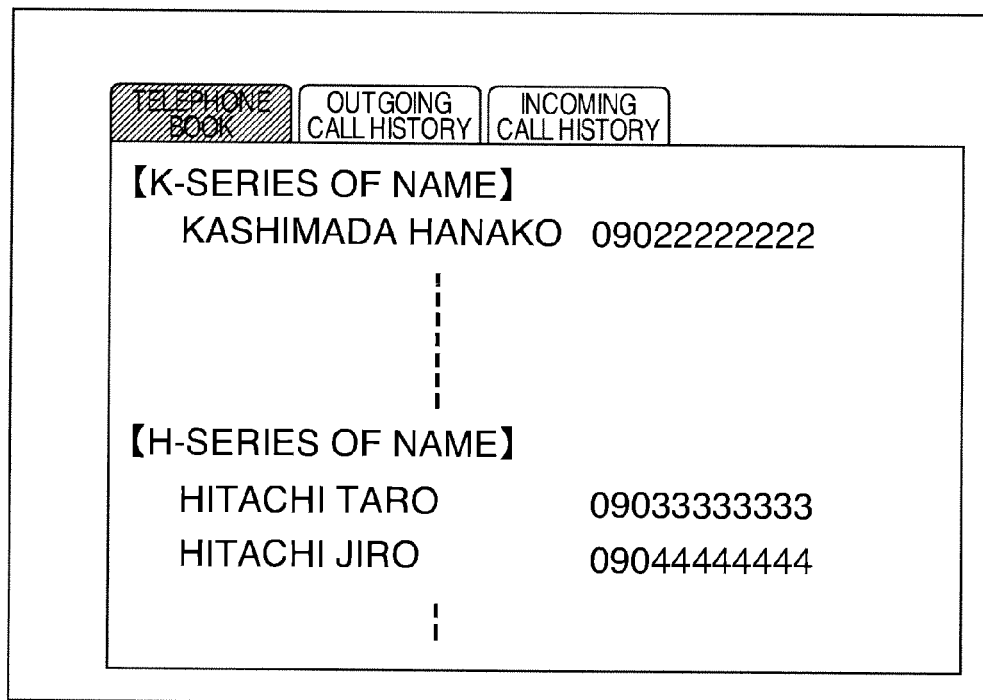 TELEPHONE
BOOK
OUTGOING
CALL HISTORY
INCOMING
CALL HISTORY
【K-SERIES OF NAME】
KASHIMADA HANAKO 09022222222
【H-SERIES OF NAME】
HITACHI TARO 09033333333
HITACHI JIRO 09044444444